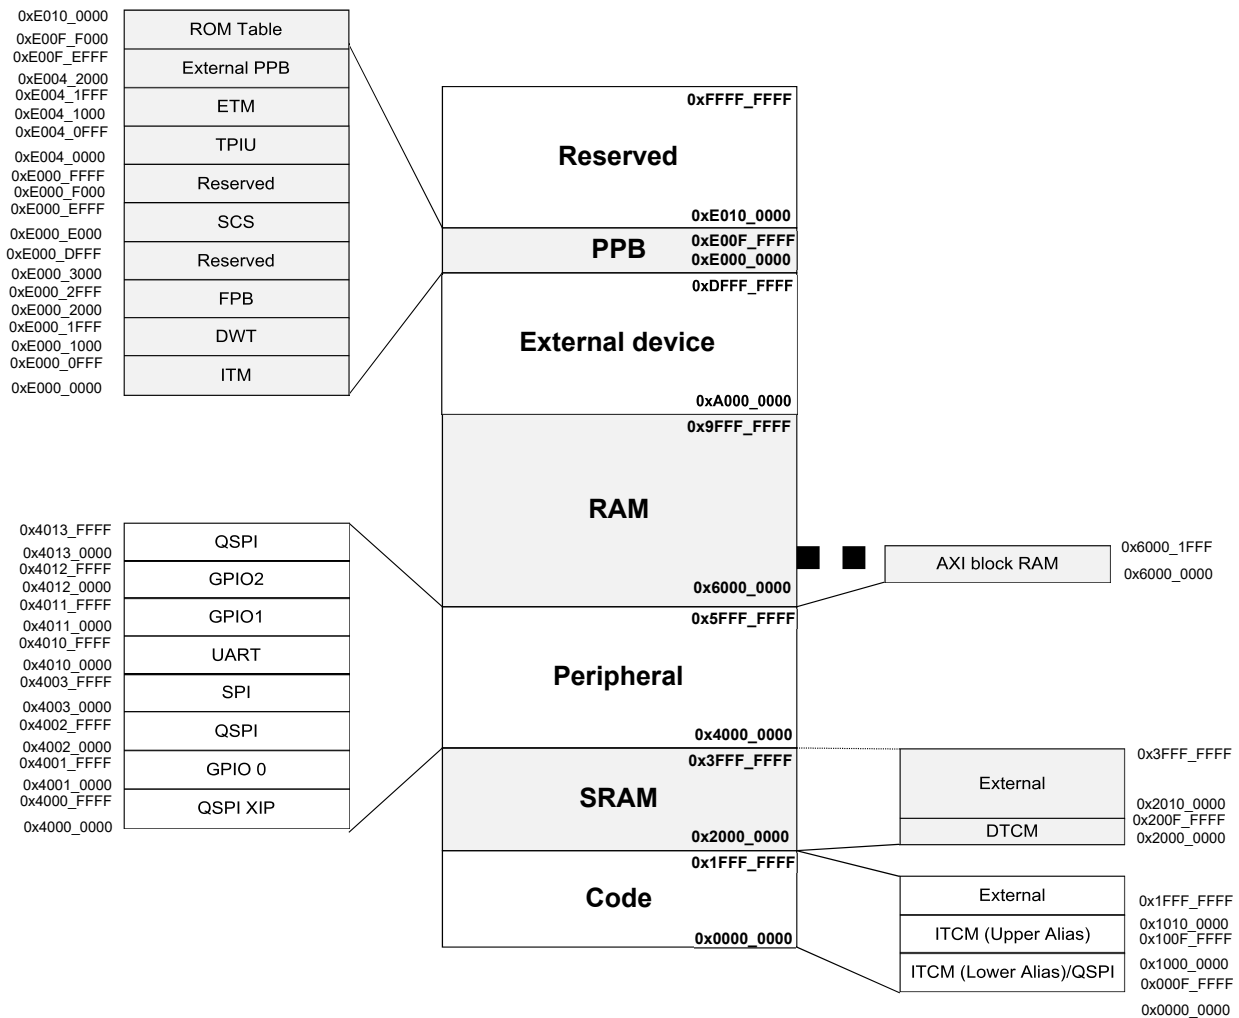 0xE010_0000
ROM Table
0xE00F_F000
0xE00F_EFFF
External PPB
0xE004_2000
0xE004_1FFF
ETM
0xE004_1000
0xE004_0FFF
TPIU
0xE004_0000
0xE000_FFFF
Reserved
0xE000_F000
0xE000_EFFF
SCS
0xE000_E000
0xE000_DFFF
Reserved
0xE000_3000
0xE000_2FFF
FPB
0xE000_2000
0xE000_1FFF
DWT
0xE000_1000
0xE000_0FFF
ITM
0xE000_0000
0xFFFF_FFFF
Reserved
0xE010_0000
PPB
0xE00F_FFFF
0xE000_0000
0xDFFF_FFFF
External device
0xA000_0000
0x9FFF_FFFF
RAM
0x6000_0000
0x5FFF_FFFF
Peripheral
0x4000_0000
0x3FFF_FFFF
SRAM
0x2000_0000
0x1FFF_FFFF
Code
0x0000_0000
0x4013_FFFF
QSPI
0x4013_0000
0x4012_FFFF
GPIO2
0x4012_0000
0x4011_FFFF
GPIO1
0x4011_0000
0x4010_FFFF
UART
0x4010_0000
0x4003_FFFF
SPI
0x4003_0000
0x4002_FFFF
QSPI
0x4002_0000
0x4001_FFFF
GPIO 0
0x4001_0000
0x4000_FFFF
QSPI XIP
0x4000_0000
AXI block RAM
0x6000_1FFF
0x6000_0000
0x3FFF_FFFF
External
0x2010_0000
0x200F_FFFF
DTCM
0x2000_0000
External
0x1FFF_FFFF
0x1010_0000
ITCM (Upper Alias)
0x100F_FFFF
0x1000_0000
ITCM (Lower Alias)/QSPI
0x000F_FFFF
0x0000_0000